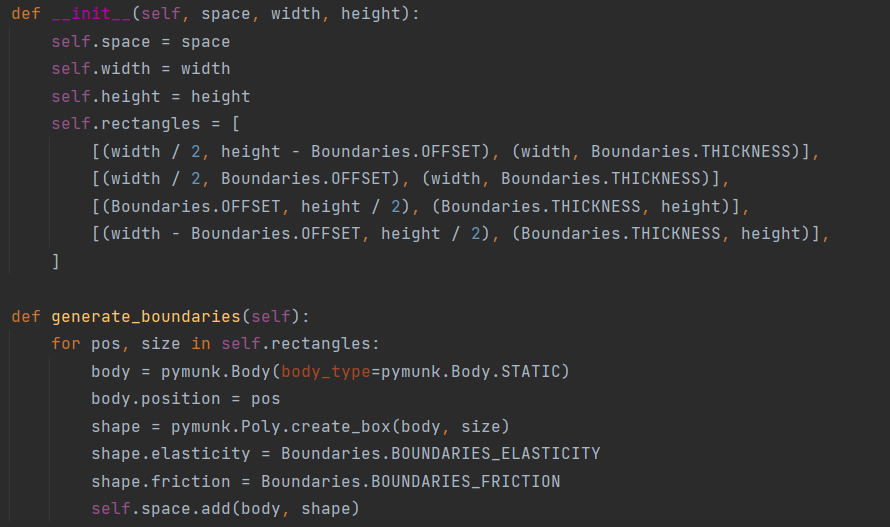 def __init__(self, space, width, height):
    self.space = space
    self.width = width
    self.height = height
    self.rectangles = [
        [(width / 2, height - Boundaries.OFFSET), (width, Boundaries.THICKNESS)],
        [(width / 2, Boundaries.OFFSET), (width, Boundaries.THICKNESS)],
        [(Boundaries.OFFSET, height / 2), (Boundaries.THICKNESS, height)],
        [(width - Boundaries.OFFSET, height / 2), (Boundaries.THICKNESS, height)],
    ]
def generate_boundaries(self):
    for pos, size in self.rectangles:
        body = pymunk.Body(body_type=pymunk.Body.STATIC)
        body.position = pos
        shape = pymunk.Poly.create_box(body, size)
        shape.elasticity = Boundaries.BOUNDARIES_ELASTICITY
        shape.friction = Boundaries.BOUNDARIES_FRICTION
        self.space.add(body, shape)